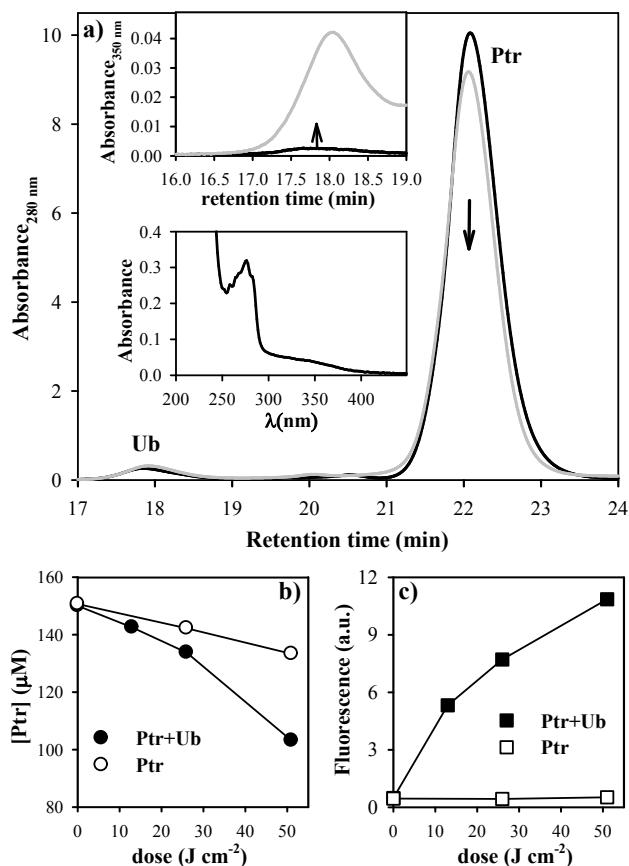 a)
Absorbance350 nm
0.04
0.03
0.02
0.01
0.00
16.0 16.5 17.0 17.5 18.0 18.5 19.0
retention time (min)
Ptr
Absorbance
0.4
0.3
0.2
0.1
0.0
200 250 300 350 400
λ(nm)
Absorbance280 nm
10
8
6
4
2
0
Ub
17 18 19 20 21 22 23 24
Retention time (min)
b)
[Ptr] (μM)
160
140
120
100
80
Ptr+Ub
Ptr
0 10 20 30 40 50
dose (J cm-2)
c)
Fluorescence (a.u.)
12
9
6
3
0
Ptr+Ub
Ptr
0 10 20 30 40 50
dose (J cm-2)